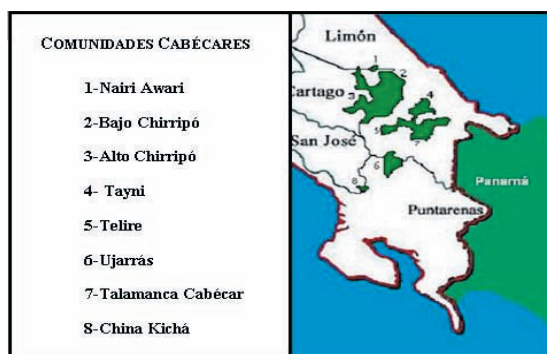 COMUNIDADES CABÉCARES
1-Nairi Awari
2-Bajo Chirripó
3-Alto Chirripó
4- Tayni
5-Telire
6-Ujarrás
7-Talamanca Cabécar
8-China Kichá
Limón
1
2
Cartago
3
4
5
7
San José
6
Panamá
8
Puntarenas